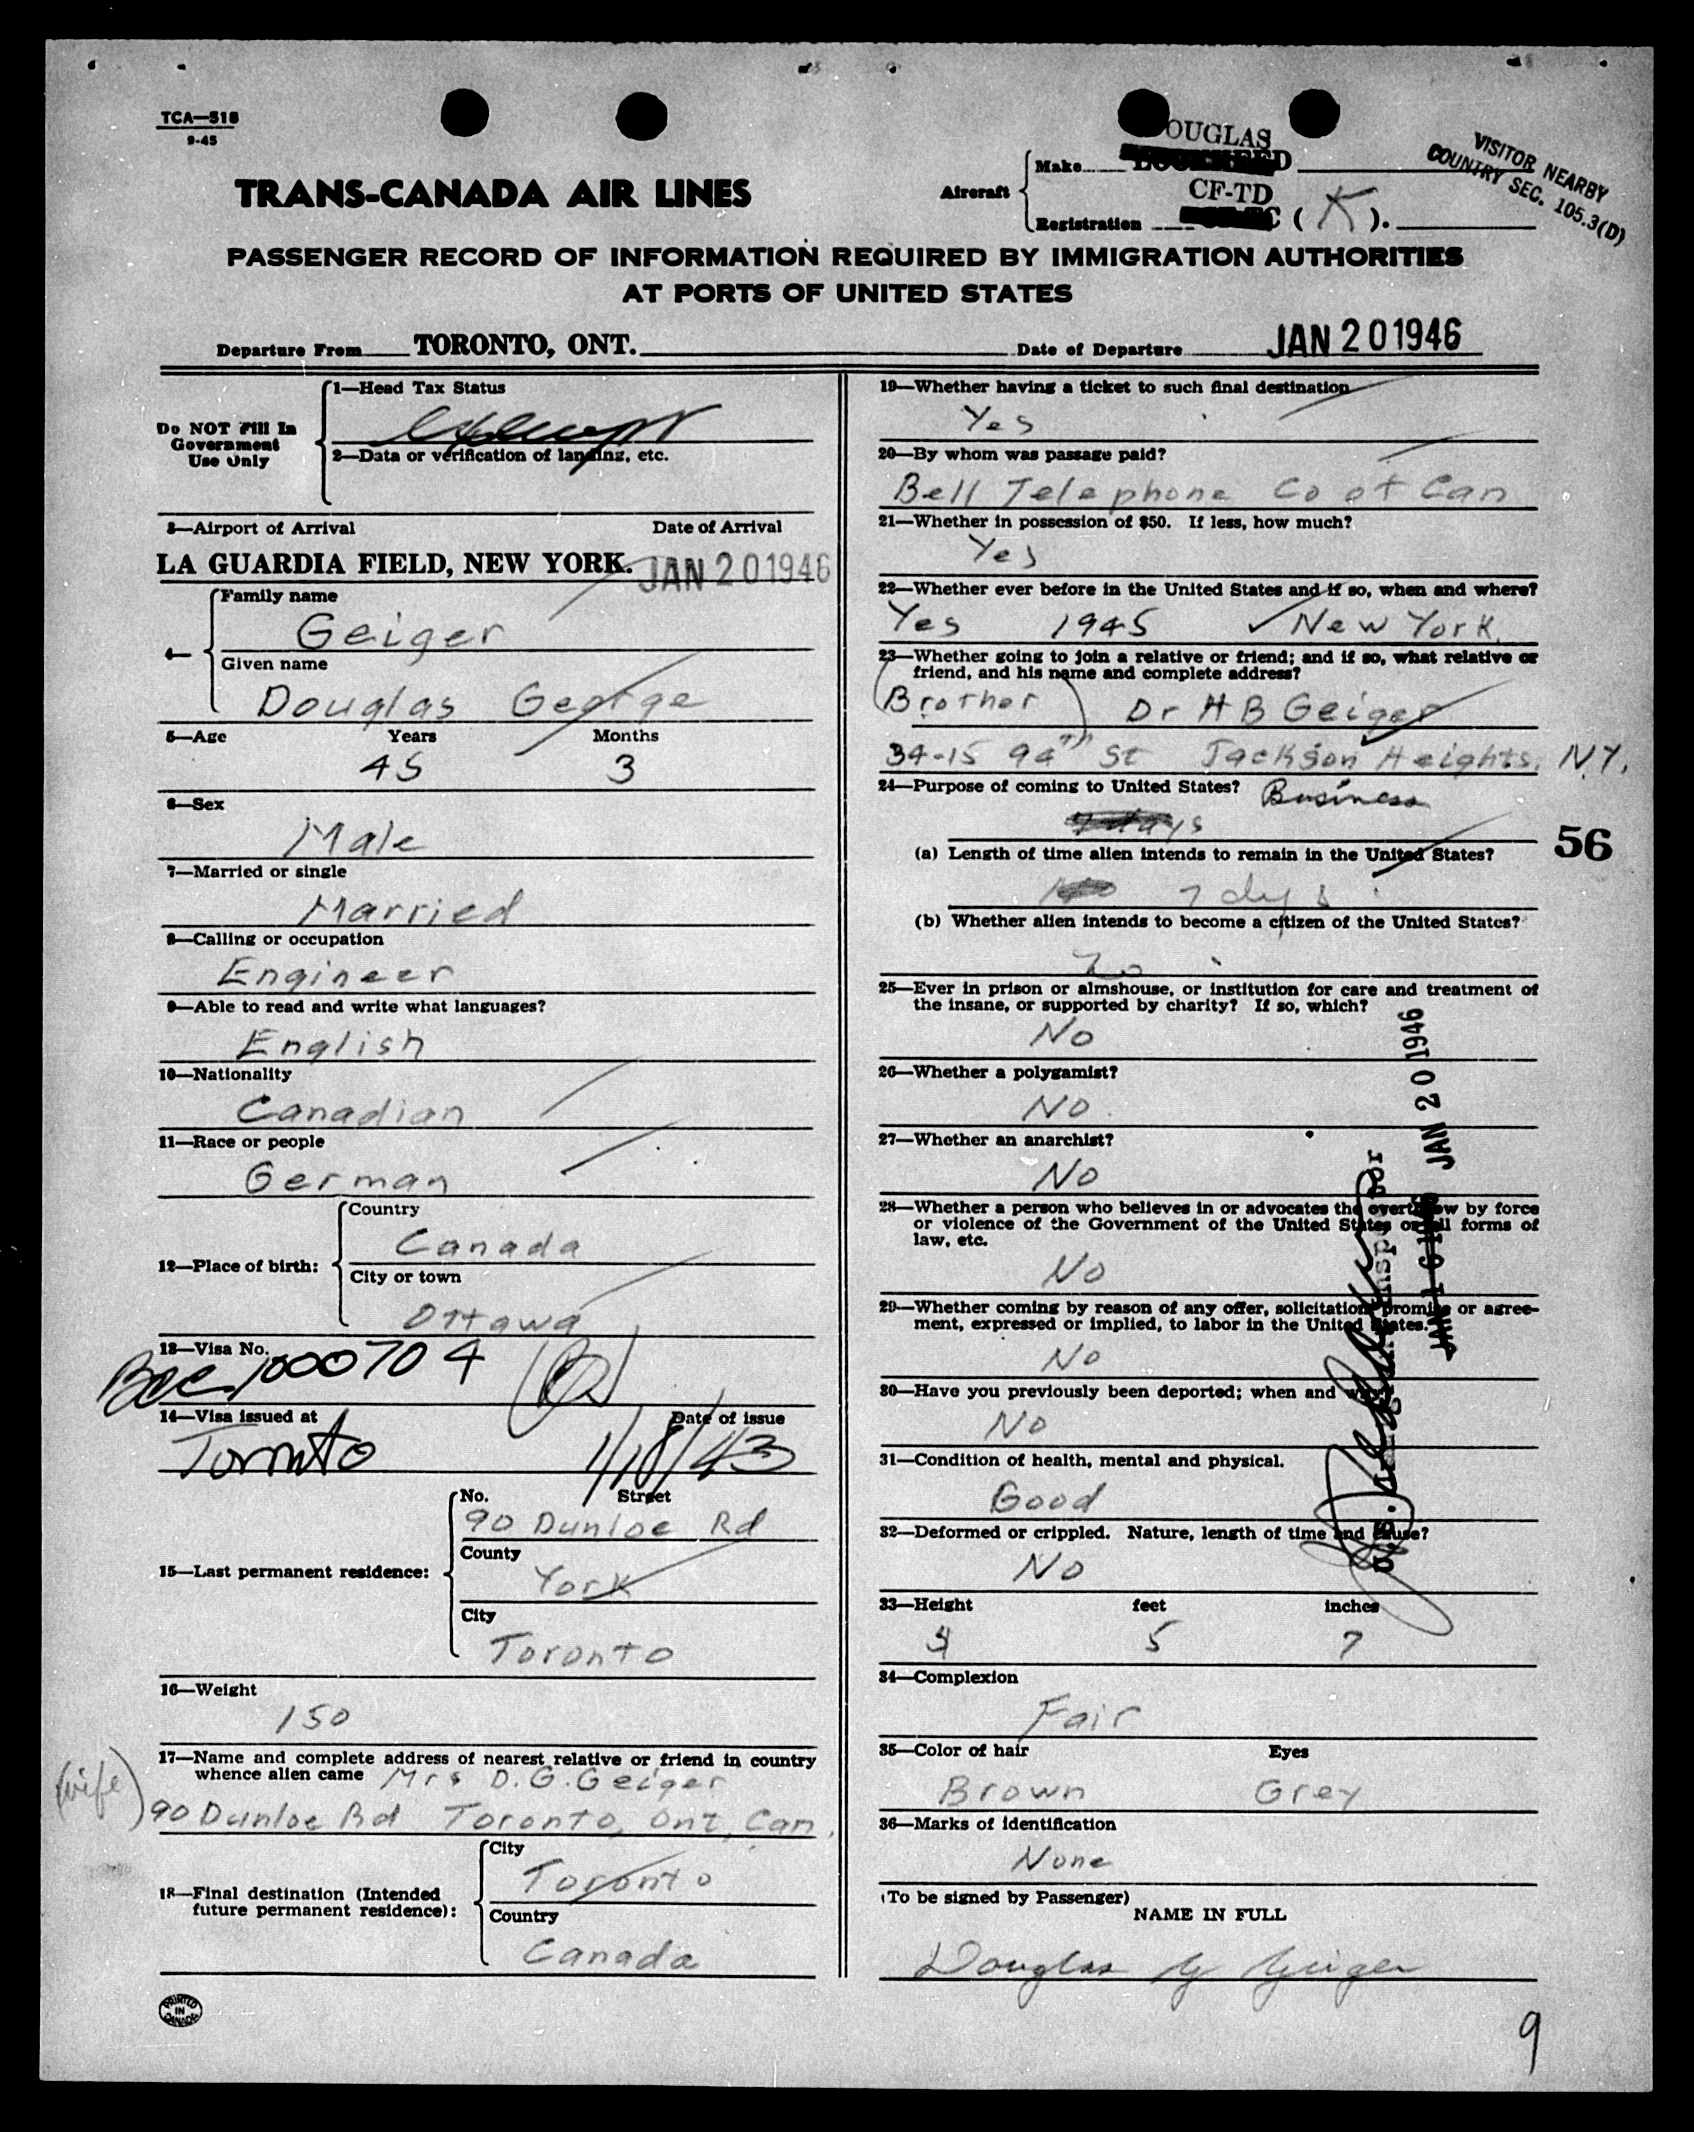 TCA—518
9-45
TRANS-CANADA AIR LINES
Aircraft
Make
DOUGLAS
LOCKHEED
CF-TD
Registration
( K ).
VISITOR NEARBY
COUNTRY SEC. 105.3(D)
PASSENGER RECORD OF INFORMATION REQUIRED BY IMMIGRATION AUTHORITIES
AT PORTS OF UNITED STATES
Departure From TORONTO, ONT.
Date of Departure JAN 20 1946
Do NOT Fill In
Government
Use Only
1—Head Tax Status
2—Data or verification of landing, etc.
3—Airport of Arrival Date of Arrival
LA GUARDIA FIELD, NEW YORK. JAN 20 1946
4—
Family name
Geiger
Given name
Douglas George
5—Age Years Months
45 3
6—Sex
Male
7—Married or single
Married
8—Calling or occupation
Engineer
9—Able to read and write what languages?
English
10—Nationality
Canadian
11—Race or people
German
12—Place of birth:
Country
Canada
City or town
Ottawa
13—Visa No.
1000704
14—Visa issued at Date of issue
Toronto 1/18/43
15—Last permanent residence:
No. Street
90 Dunloe Rd
County
York
City
Toronto
16—Weight
150
17—Name and complete address of nearest relative or friend in country
whence alien came Mrs D.G. Geiger
(wife)
90 Dunloe Rd Toronto, Ont, Can,
18—Final destination (Intended
future permanent residence):
City
Toronto
Country
Canada
PRINTED
IN
CANADA
19—Whether having a ticket to such final destination
Yes
20—By whom was passage paid?
Bell Telephone Co of Can
21—Whether in possession of $50. If less, how much?
Yes
22—Whether ever before in the United States and if so, when and where?
Yes 1945 New York.
23—Whether going to join a relative or friend; and if so, what relative or
friend, and his name and complete address?
(Brother) Dr H B Geiger
34-15 94th St Jackson Heights, N.Y.
24—Purpose of coming to United States? Business
56
(a) Length of time alien intends to remain in the United States?
7 dys
(b) Whether alien intends to become a citizen of the United States?
No
25—Ever in prison or almshouse, or institution for care and treatment of
the insane, or supported by charity? If so, which?
No
26—Whether a polygamist?
No
27—Whether an anarchist?
No
28—Whether a person who believes in or advocates the overthrow by force
or violence of the Government of the United States or all forms of
law, etc.
No
29—Whether coming by reason of any offer, solicitation, promise or agree-
ment, expressed or implied, to labor in the United States.
No
30—Have you previously been deported; when and why?
No
31—Condition of health, mental and physical.
Good
32—Deformed or crippled. Nature, length of time and cause?
No
JAN 20 1946
33—Height feet inches
5 7
34—Complexion
Fair
35—Color of hair Eyes
Brown Grey
36—Marks of identification
None
(To be signed by Passenger)
NAME IN FULL
Douglas G Geiger
9